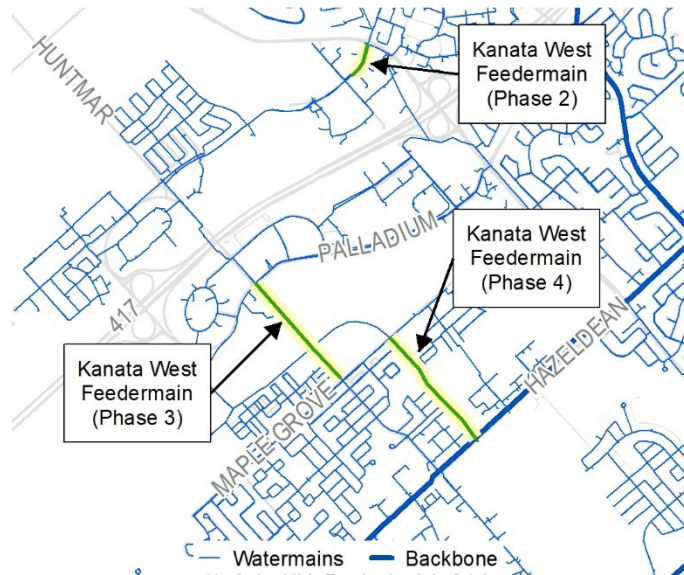 HUNTMAR
Kanata West
Feedermain
(Phase 2)
PALLADIUM
Kanata West
Feedermain
(Phase 4)
417
HAZELDEAN
Kanata West
Feedermain
(Phase 3)
MAPLE GROVE
Watermains
Backbone